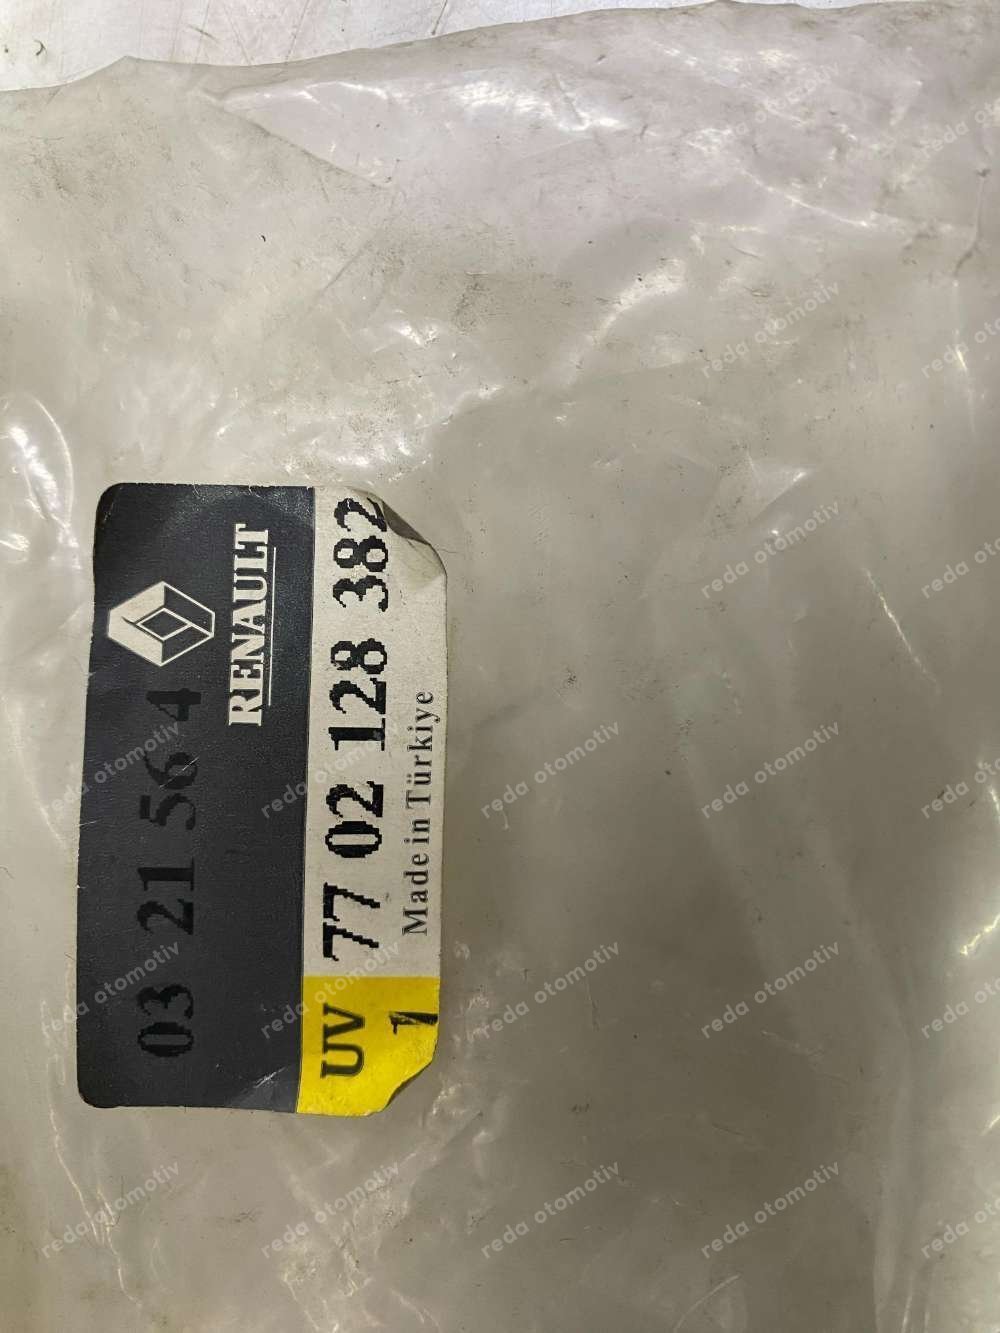 RENAULT
03 21 56 4
77 02 128 382
UV
1
Made in Türkiye
reda otomotiv